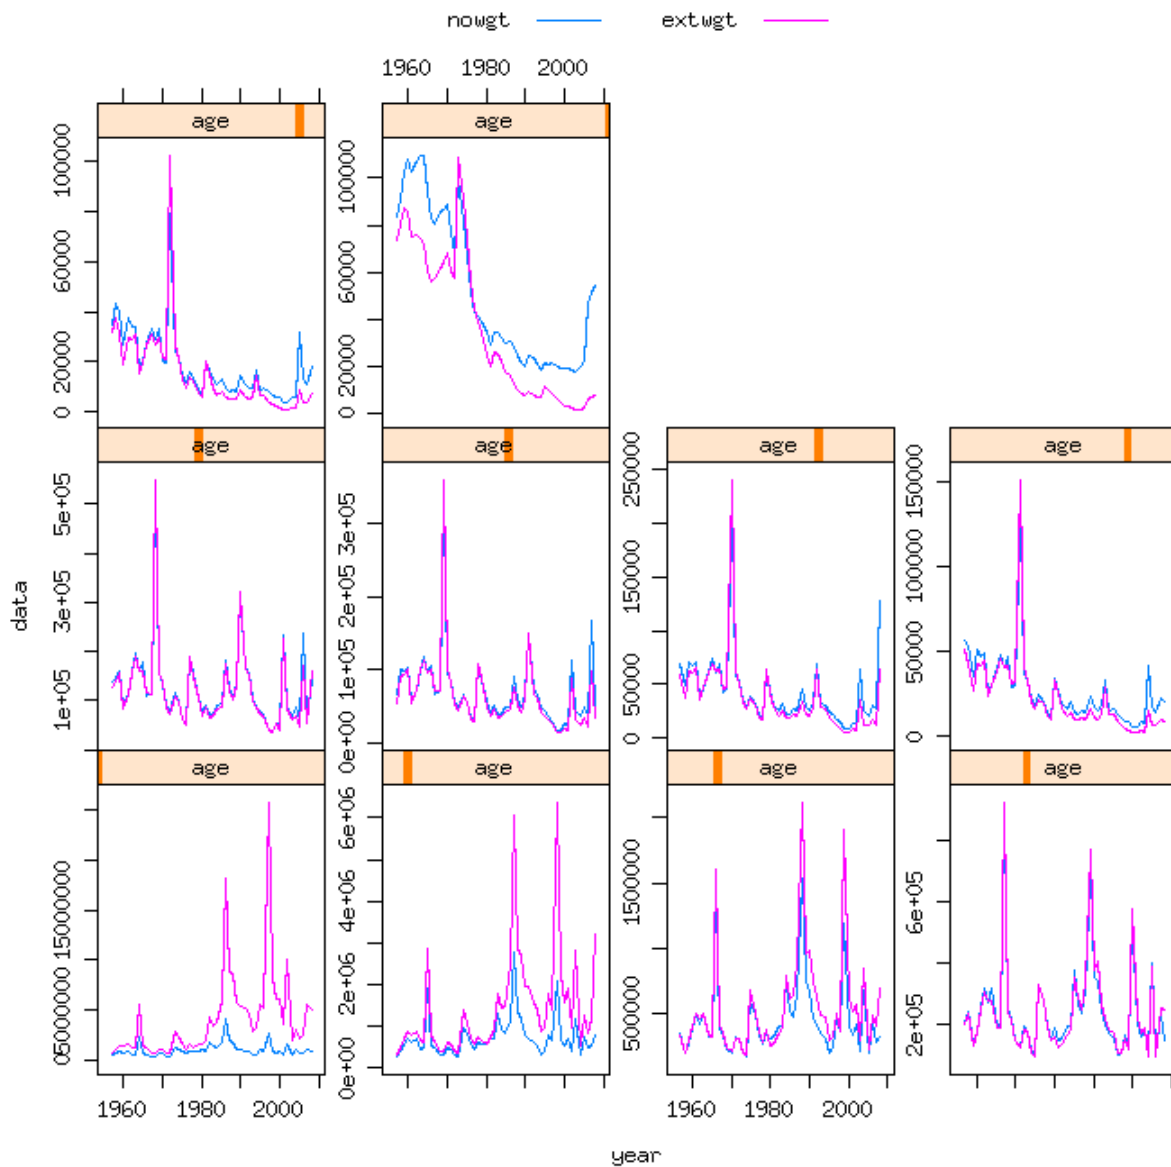 nowgt extwgt
1960 1980 2000
age age
0 20000 60000 100000
0 20000 60000 100000
age age age age
1e+05 3e+05 5e+05
0e+00 1e+05 2e+05 3e+05
0 50000 150000 250000
0 50000 100000 150000
data
age age age age
0 5000000 15000000
0e+00 2e+06 4e+06 6e+06
500000 1500000
2e+05 6e+05
1960 1980 2000
1960 1980 2000
year